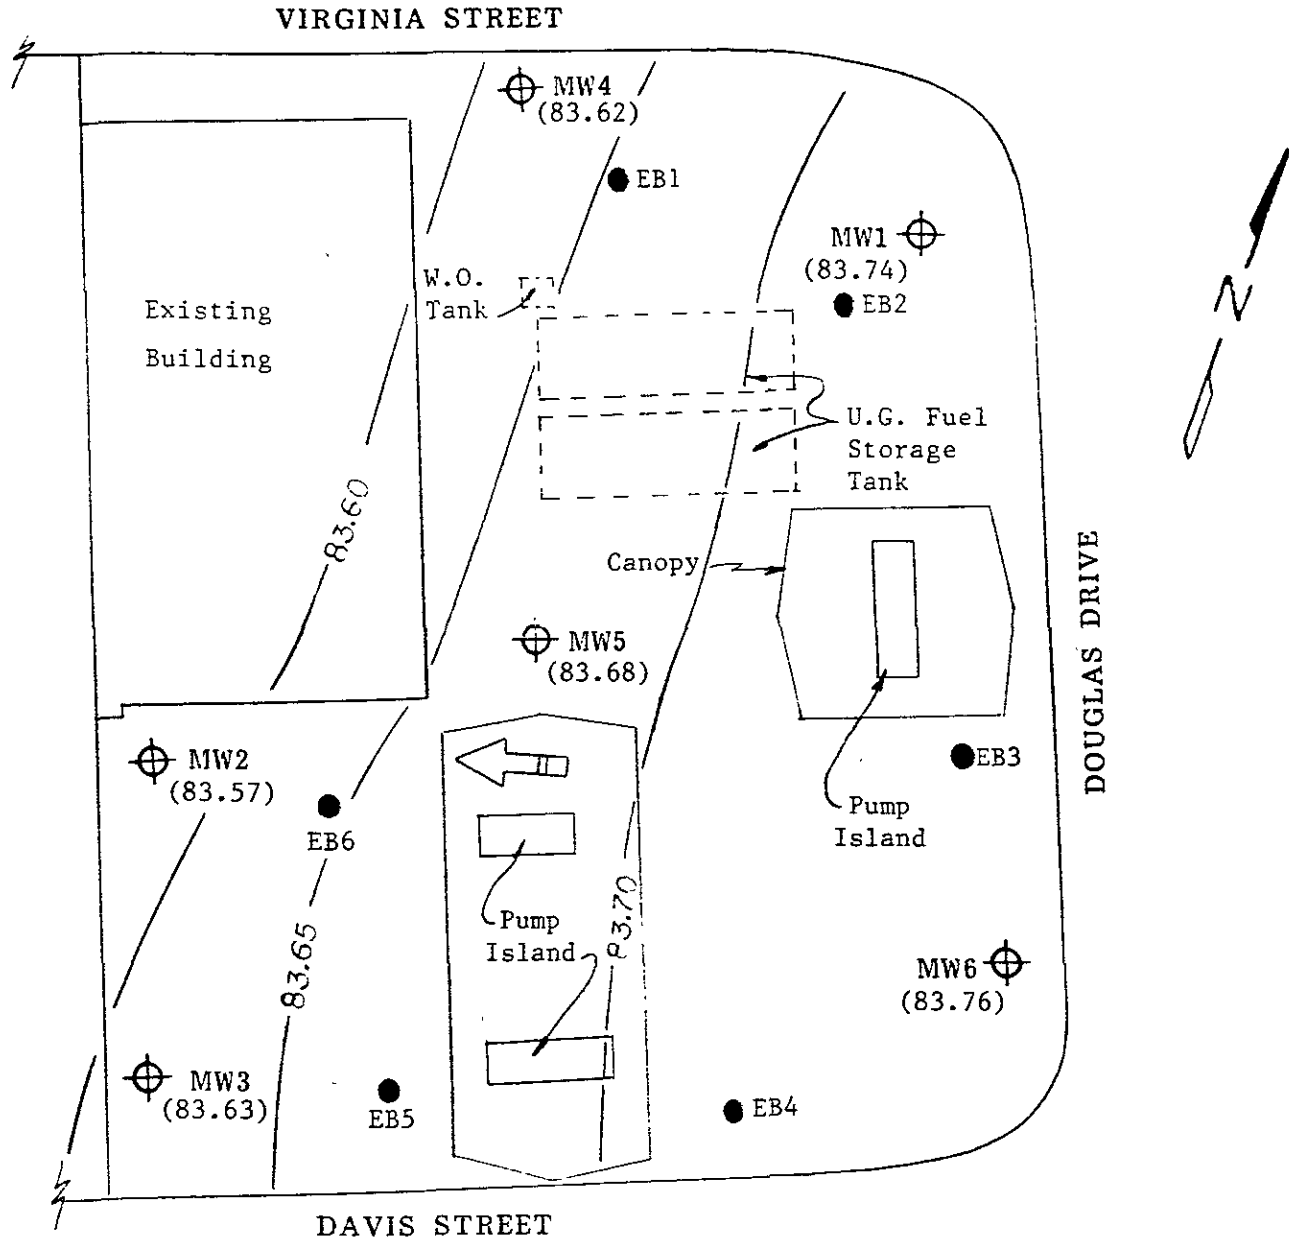 VIRGINIA STREET
MW4
(83.62)
EB1
MW1
(83.74)
EB2
W.O.
Tank
Existing
Building
N
U.G. Fuel
Storage
Tank
83.60
Canopy
DOUGLAS DRIVE
MW5
(83.68)
MW2
(83.57)
EB3
EB6
Pump
Island
83.70
Pump
Island
83.65
MW6
(83.76)
MW3
(83.63)
EB5
EB4
DAVIS STREET